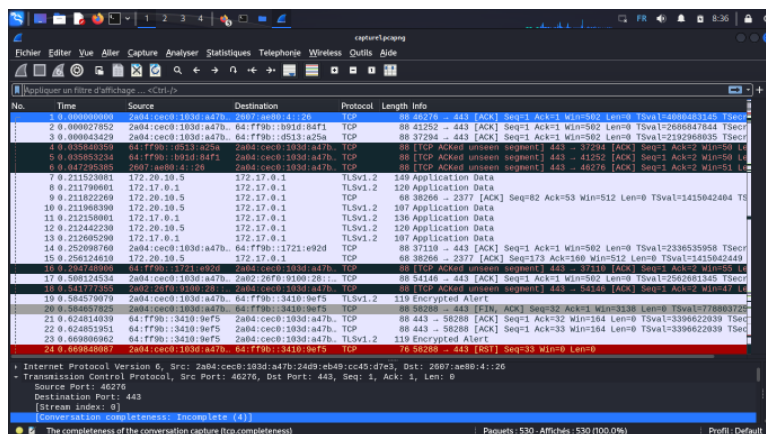 1 2 3 4 FR 8:36
capture1.pcapng
Fichier Editer Vue Aller Capture Analyser Statistiques Telephonie Wireless Outils Aide
Appliquer un filtre d'affichage ... <Ctrl-/>
No. Time Source Destination Protocol Length Info
1 0.000000000 2a04:cec0:103d:a47b… 2607:ae80:4::26 TCP 88 46276 → 443 [ACK] Seq=1 Ack=1 Win=502 Len=0 TSval=4080483145 TSecr
2 0.000027852 2a04:cec0:103d:a47b… 64:ff9b::b91d:84f1 TCP 88 41252 → 443 [ACK] Seq=1 Ack=1 Win=502 Len=0 TSval=2686847844 TSecr
3 0.000043429 2a04:cec0:103d:a47b… 64:ff9b::d513:a25a TCP 88 37294 → 443 [ACK] Seq=1 Ack=1 Win=501 Len=0 TSval=2192968035 TSecr
4 0.035840359 64:ff9b::d513:a25a 2a04:cec0:103d:a47b… TCP 88 [TCP ACKed unseen segment] 443 → 37294 [ACK] Seq=1 Ack=2 Win=50 Le
5 0.035853234 64:ff9b::b91d:84f1 2a04:cec0:103d:a47b… TCP 88 [TCP ACKed unseen segment] 443 → 41252 [ACK] Seq=1 Ack=2 Win=50 Le
6 0.047295385 2607:ae80:4::26 2a04:cec0:103d:a47b… TCP 88 [TCP ACKed unseen segment] 443 → 46276 [ACK] Seq=1 Ack=2 Win=51 Le
7 0.211523081 172.20.10.5 172.17.0.1 TLSv1.2 149 Application Data
8 0.211790601 172.17.0.1 172.17.0.1 TLSv1.2 120 Application Data
9 0.211822269 172.20.10.5 172.17.0.1 TCP 68 38266 → 2377 [ACK] Seq=82 Ack=53 Win=512 Len=0 TSval=1415042404 TS
10 0.211968390 172.20.10.5 172.17.0.1 TLSv1.2 107 Application Data
11 0.212158001 172.17.0.1 172.17.0.1 TLSv1.2 136 Application Data
12 0.212442230 172.17.0.1 172.17.0.1 TLSv1.2 120 Application Data
13 0.212605290 172.17.0.1 172.17.0.1 TLSv1.2 107 Application Data
14 0.252098760 2a04:cec0:103d:a47b… 64:ff9b::1721:e92d TCP 88 37110 → 443 [ACK] Seq=1 Ack=1 Win=502 Len=0 TSval=2336535958 TSecr
15 0.256124610 172.20.10.5 172.17.0.1 TCP 68 38266 → 2377 [ACK] Seq=173 Ack=160 Win=512 Len=0 TSval=1415042449
16 0.294748906 64:ff9b::1721:e92d 2a04:cec0:103d:a47b… TCP 88 [TCP ACKed unseen segment] 443 → 37110 [ACK] Seq=1 Ack=2 Win=55 Le
17 0.508124534 2a04:cec0:103d:a47b… 2a02:26f0:9100:28::… TCP 88 54146 → 443 [ACK] Seq=1 Ack=1 Win=501 Len=0 TSval=2562681345 TSecr
18 0.541777355 2a02:26f0:9100:28::… 2a04:cec0:103d:a47b… TCP 88 [TCP ACKed unseen segment] 443 → 54146 [ACK] Seq=1 Ack=2 Win=47 Le
19 0.584579079 2a04:cec0:103d:a47b… 64:ff9b::3410:9ef5 TLSv1.2 119 Encrypted Alert
20 0.584657825 2a04:cec0:103d:a47b… 64:ff9b::3410:9ef5 TCP 88 58288 → 443 [FIN, ACK] Seq=32 Ack=1 Win=3138 Len=0 TSval=778803728
21 0.624814039 64:ff9b::3410:9ef5 2a04:cec0:103d:a47b… TCP 88 443 → 58288 [ACK] Seq=1 Ack=32 Win=164 Len=0 TSval=3396622039 TSec
22 0.624851951 64:ff9b::3410:9ef5 2a04:cec0:103d:a47b… TCP 88 443 → 58288 [ACK] Seq=1 Ack=33 Win=164 Len=0 TSval=3396622039 TSec
23 0.669806962 64:ff9b::3410:9ef5 2a04:cec0:103d:a47b… TLSv1.2 119 Encrypted Alert
24 0.669848087 2a04:cec0:103d:a47b… 64:ff9b::3410:9ef5 TCP 76 58288 → 443 [RST] Seq=33 Win=0 Len=0
Internet Protocol Version 6, Src: 2a04:cec0:103d:a47b:24d9:eb49:cc45:d7e3, Dst: 2607:ae80:4::26
Transmission Control Protocol, Src Port: 46276, Dst Port: 443, Seq: 1, Ack: 1, Len: 0
Source Port: 46276
Destination Port: 443
[Stream index: 0]
[Conversation completeness: Incomplete (4)]
The completeness of the conversation capture (tcp.completeness) Paquets : 530 · Affichés : 530 (100.0%) Profil : Default